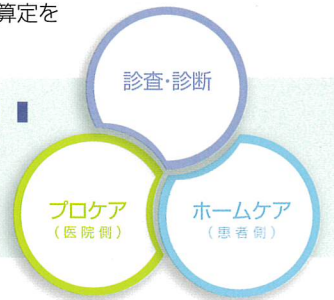 算定を
診査・診断
プロケア
（医院側）
ホームケア
（患者側）